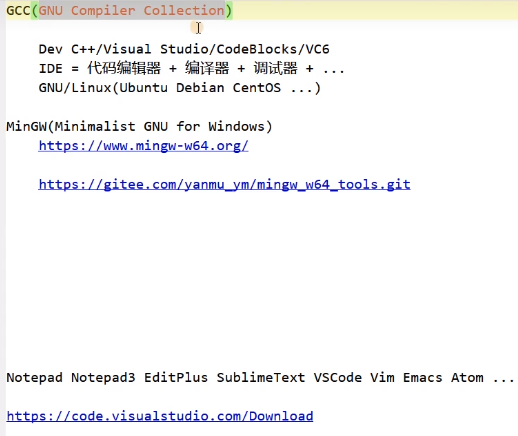 GCC(GNU Compiler Collection)
Dev C++/Visual Studio/CodeBlocks/VC6
IDE = 代码编辑器 + 编译器 + 调试器 + ...
GNU/Linux(Ubuntu Debian CentOS ...)
MinGW(Minimalist GNU for Windows)
https://www.mingw-w64.org/
https://gitee.com/yanmu_ym/mingw_w64_tools.git
Notepad Notepad3 EditPlus SublimeText VSCode Vim Emacs Atom ...
https://code.visualstudio.com/Download